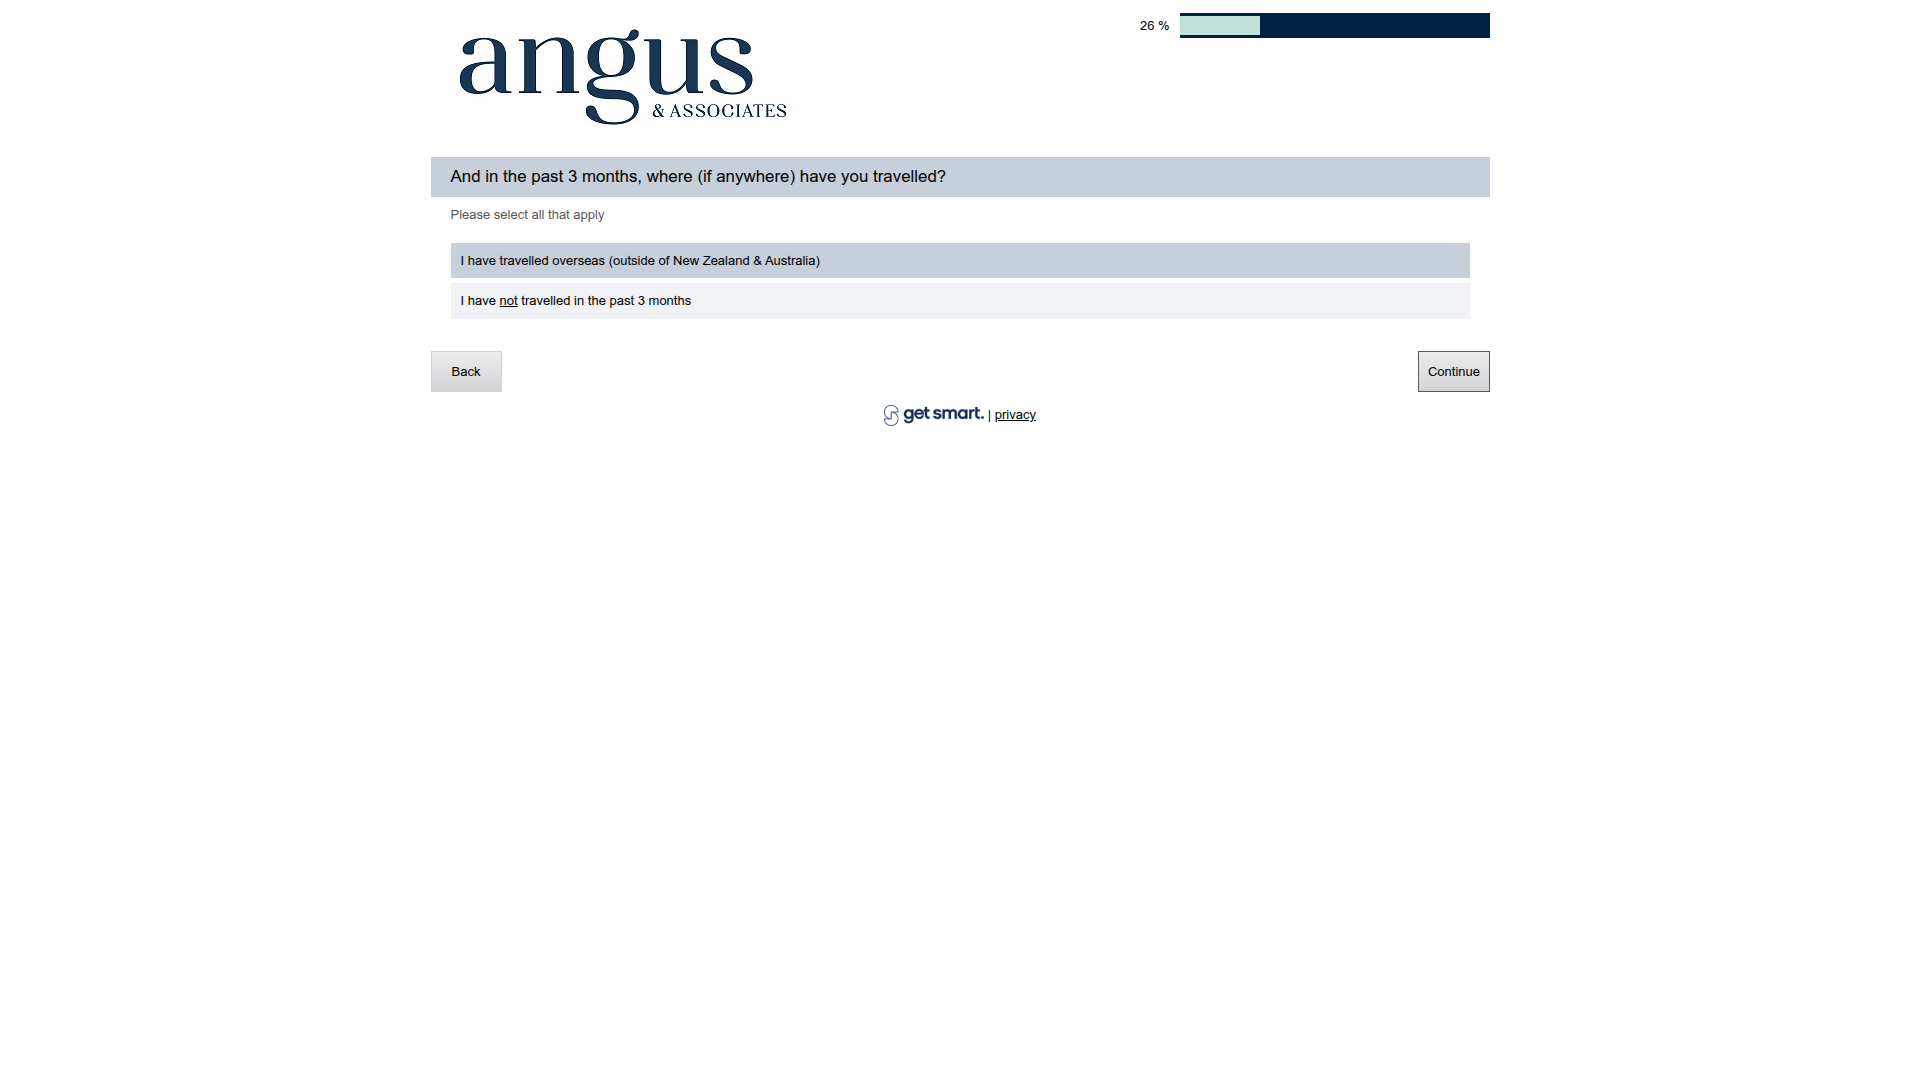 angus
& ASSOCIATES
26 %
And in the past 3 months, where (if anywhere) have you travelled?
Please select all that apply
I have travelled overseas (outside of New Zealand & Australia)
I have not travelled in the past 3 months
Back
Continue
get smart. | privacy